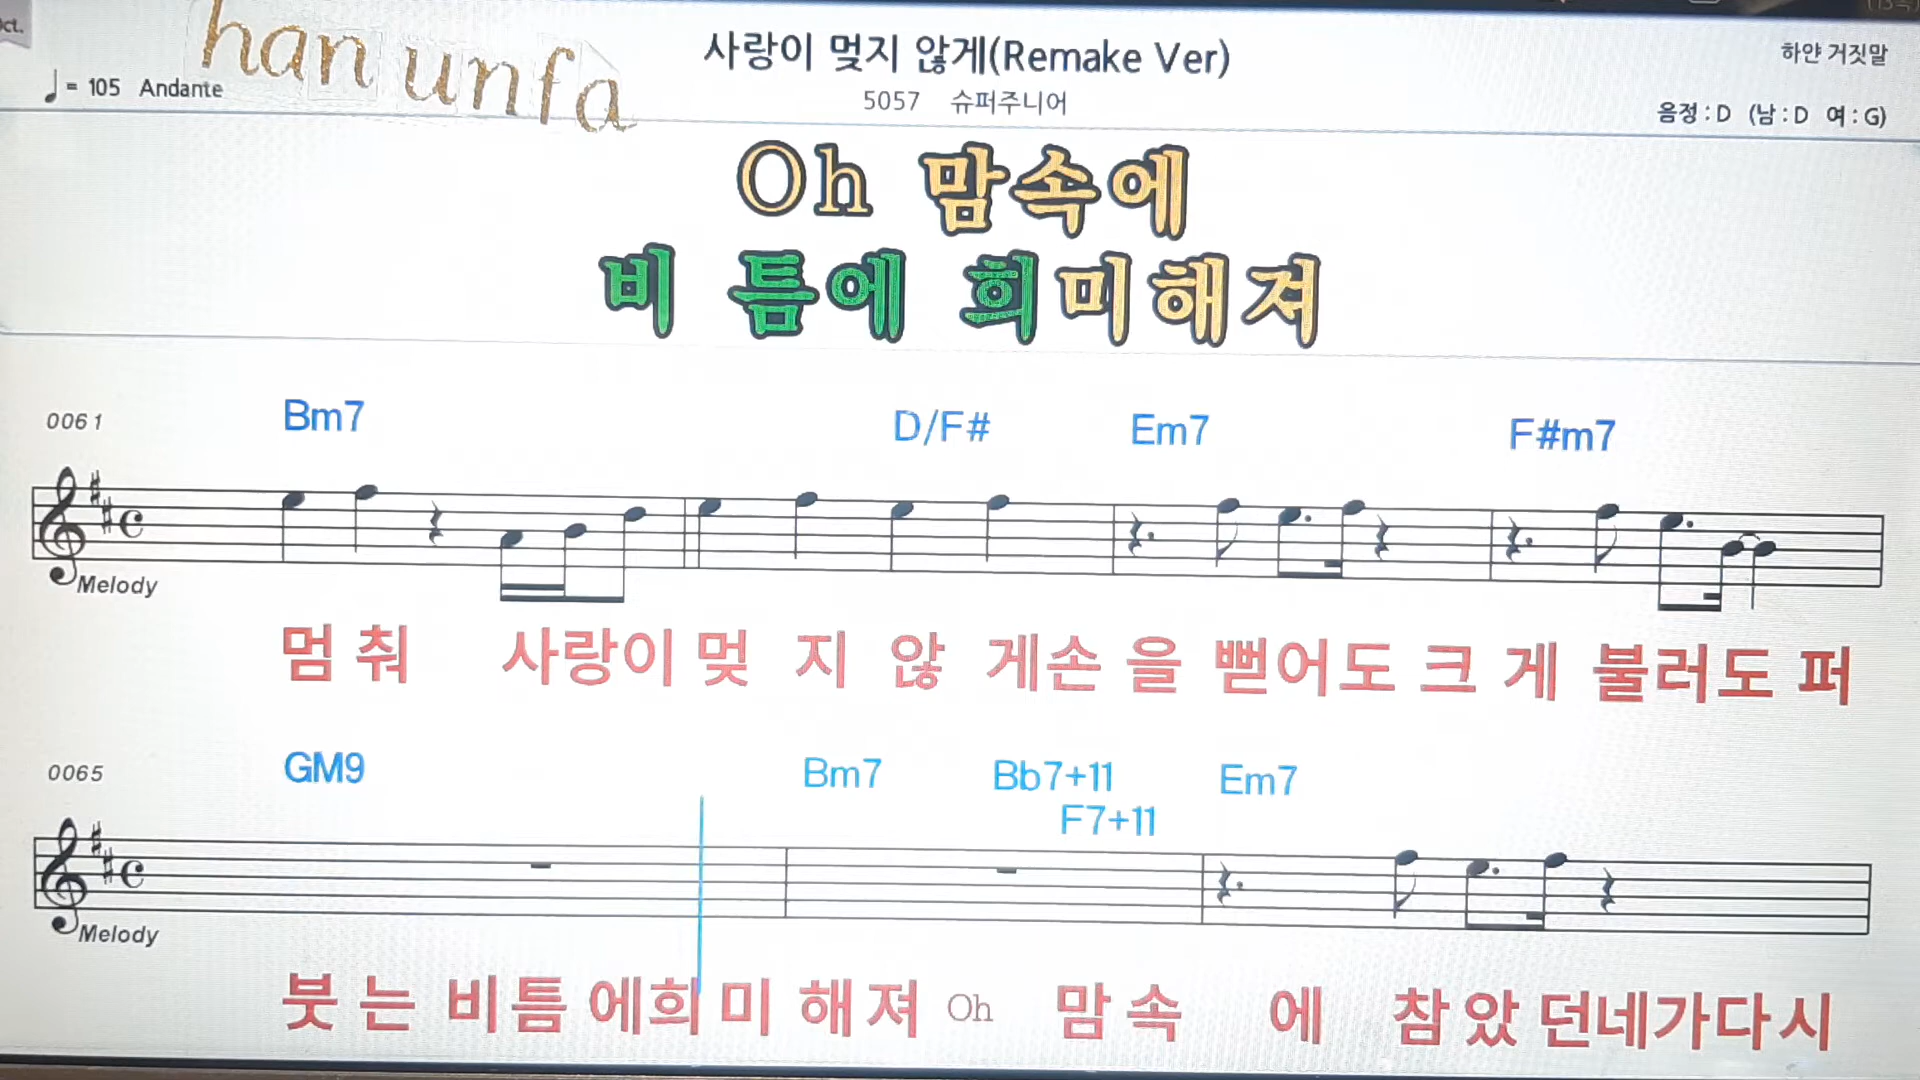 han unfa
사랑이 멎지 않게(Remake Ver)
하얀 거짓말
♩= 105 Andante
5057 슈퍼주니어
음정 : D (남 : D 여 : G)
Oh 맘속에
비 틈에 희미해져
0061 Bm7 D/F# Em7 F#m7
Melody
멈 춰 사랑이 멎 지 않 게손 을 뻗어도 크 게 불러도 퍼
0065 GM9 Bm7 Bb7+11 Em7
F7+11
Melody
붓 는 비 틈 에희 미 해 져 Oh 맘 속 에 참 았 던네가다시